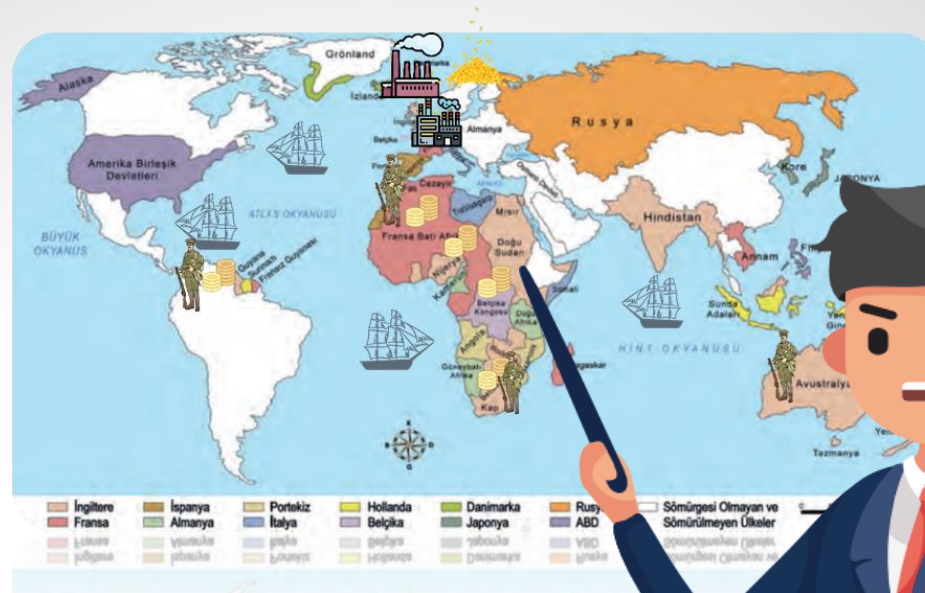 Grönland
Alaska
İzlanda
Rusya
Belçika
Almanya
Amerika Birleşik
Devletleri
Kore
JAPONYA
Cezayir
ATLAS OKYANUSU
Trablusgarp
Mısır
Hindistan
BÜYÜK
OKYANUS
Fransa Batı
Doğu
Sudan
Guyana
Surinam
Fransız Guyanası
Annam
Nijerya
Kamerun
Somali
Belçika
Kongosu
Sunda
Adaları
Doğu
Afrika
Angola
HİNT OKYANUSU
Güneybatı
Afrika
Avustralya
Kap
Tazmanya
K
B
D
G
İngiltere İspanya Portekiz Hollanda Danimarka Sömürgesi Olmayan ve
Fransa Almanya İtalya Belçika Japonya ABD Sömürülmeyen Ülkeler